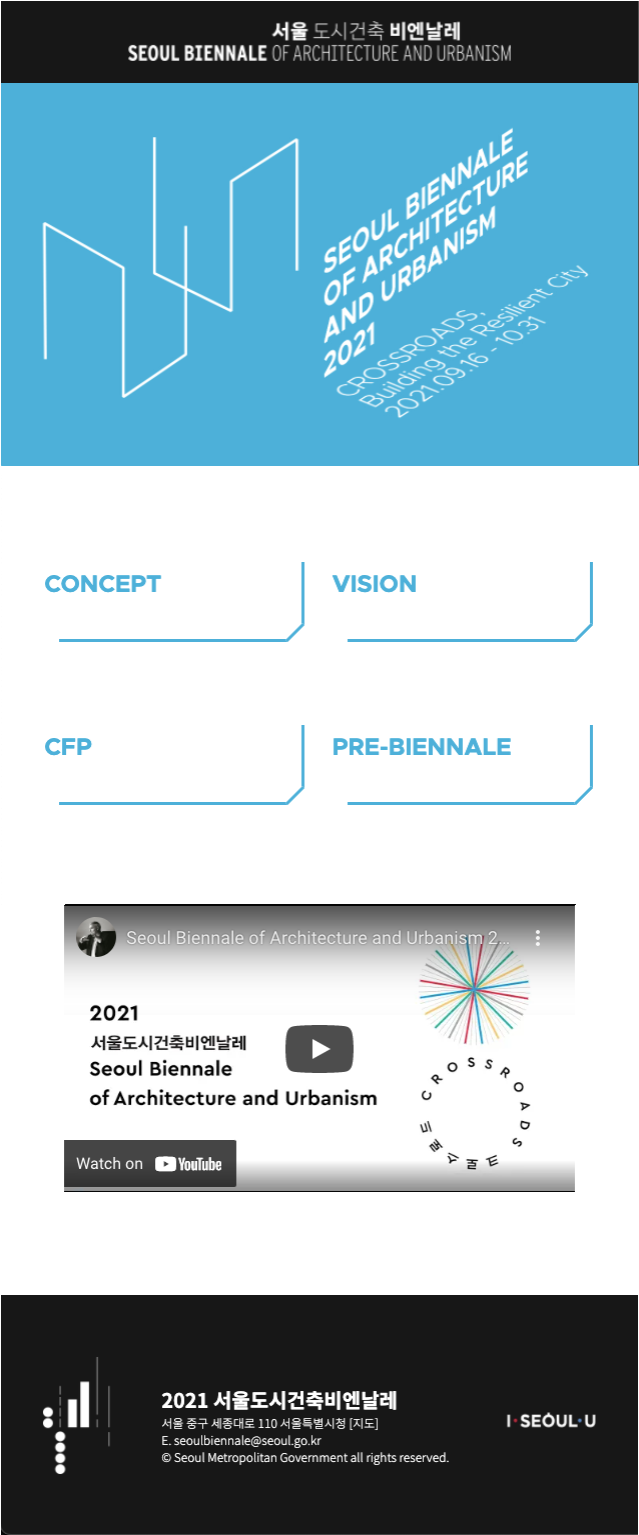 서울 도시건축 비엔날레
SEOUL BIENNALE OF ARCHITECTURE AND URBANISM
SEOUL BIENNALE
OF ARCHITECTURE
AND URBANISM
2021
CROSSROADS,
Building the Resilient City
2021.09.16 - 10.31
CONCEPT
VISION
CFP
PRE-BIENNALE
Seoul Biennale of Architecture and Urbanism 2...
2021
서울도시건축비엔날레
Seoul Biennale
of Architecture and Urbanism
CROSSROADS
크로스로드
Watch on YouTube
2021 서울도시건축비엔날레
서울 중구 세종대로 110 서울특별시청 [지도]
E. seoulbiennale@seoul.go.kr
© Seoul Metropolitan Government all rights reserved.
I·SEOUL·U